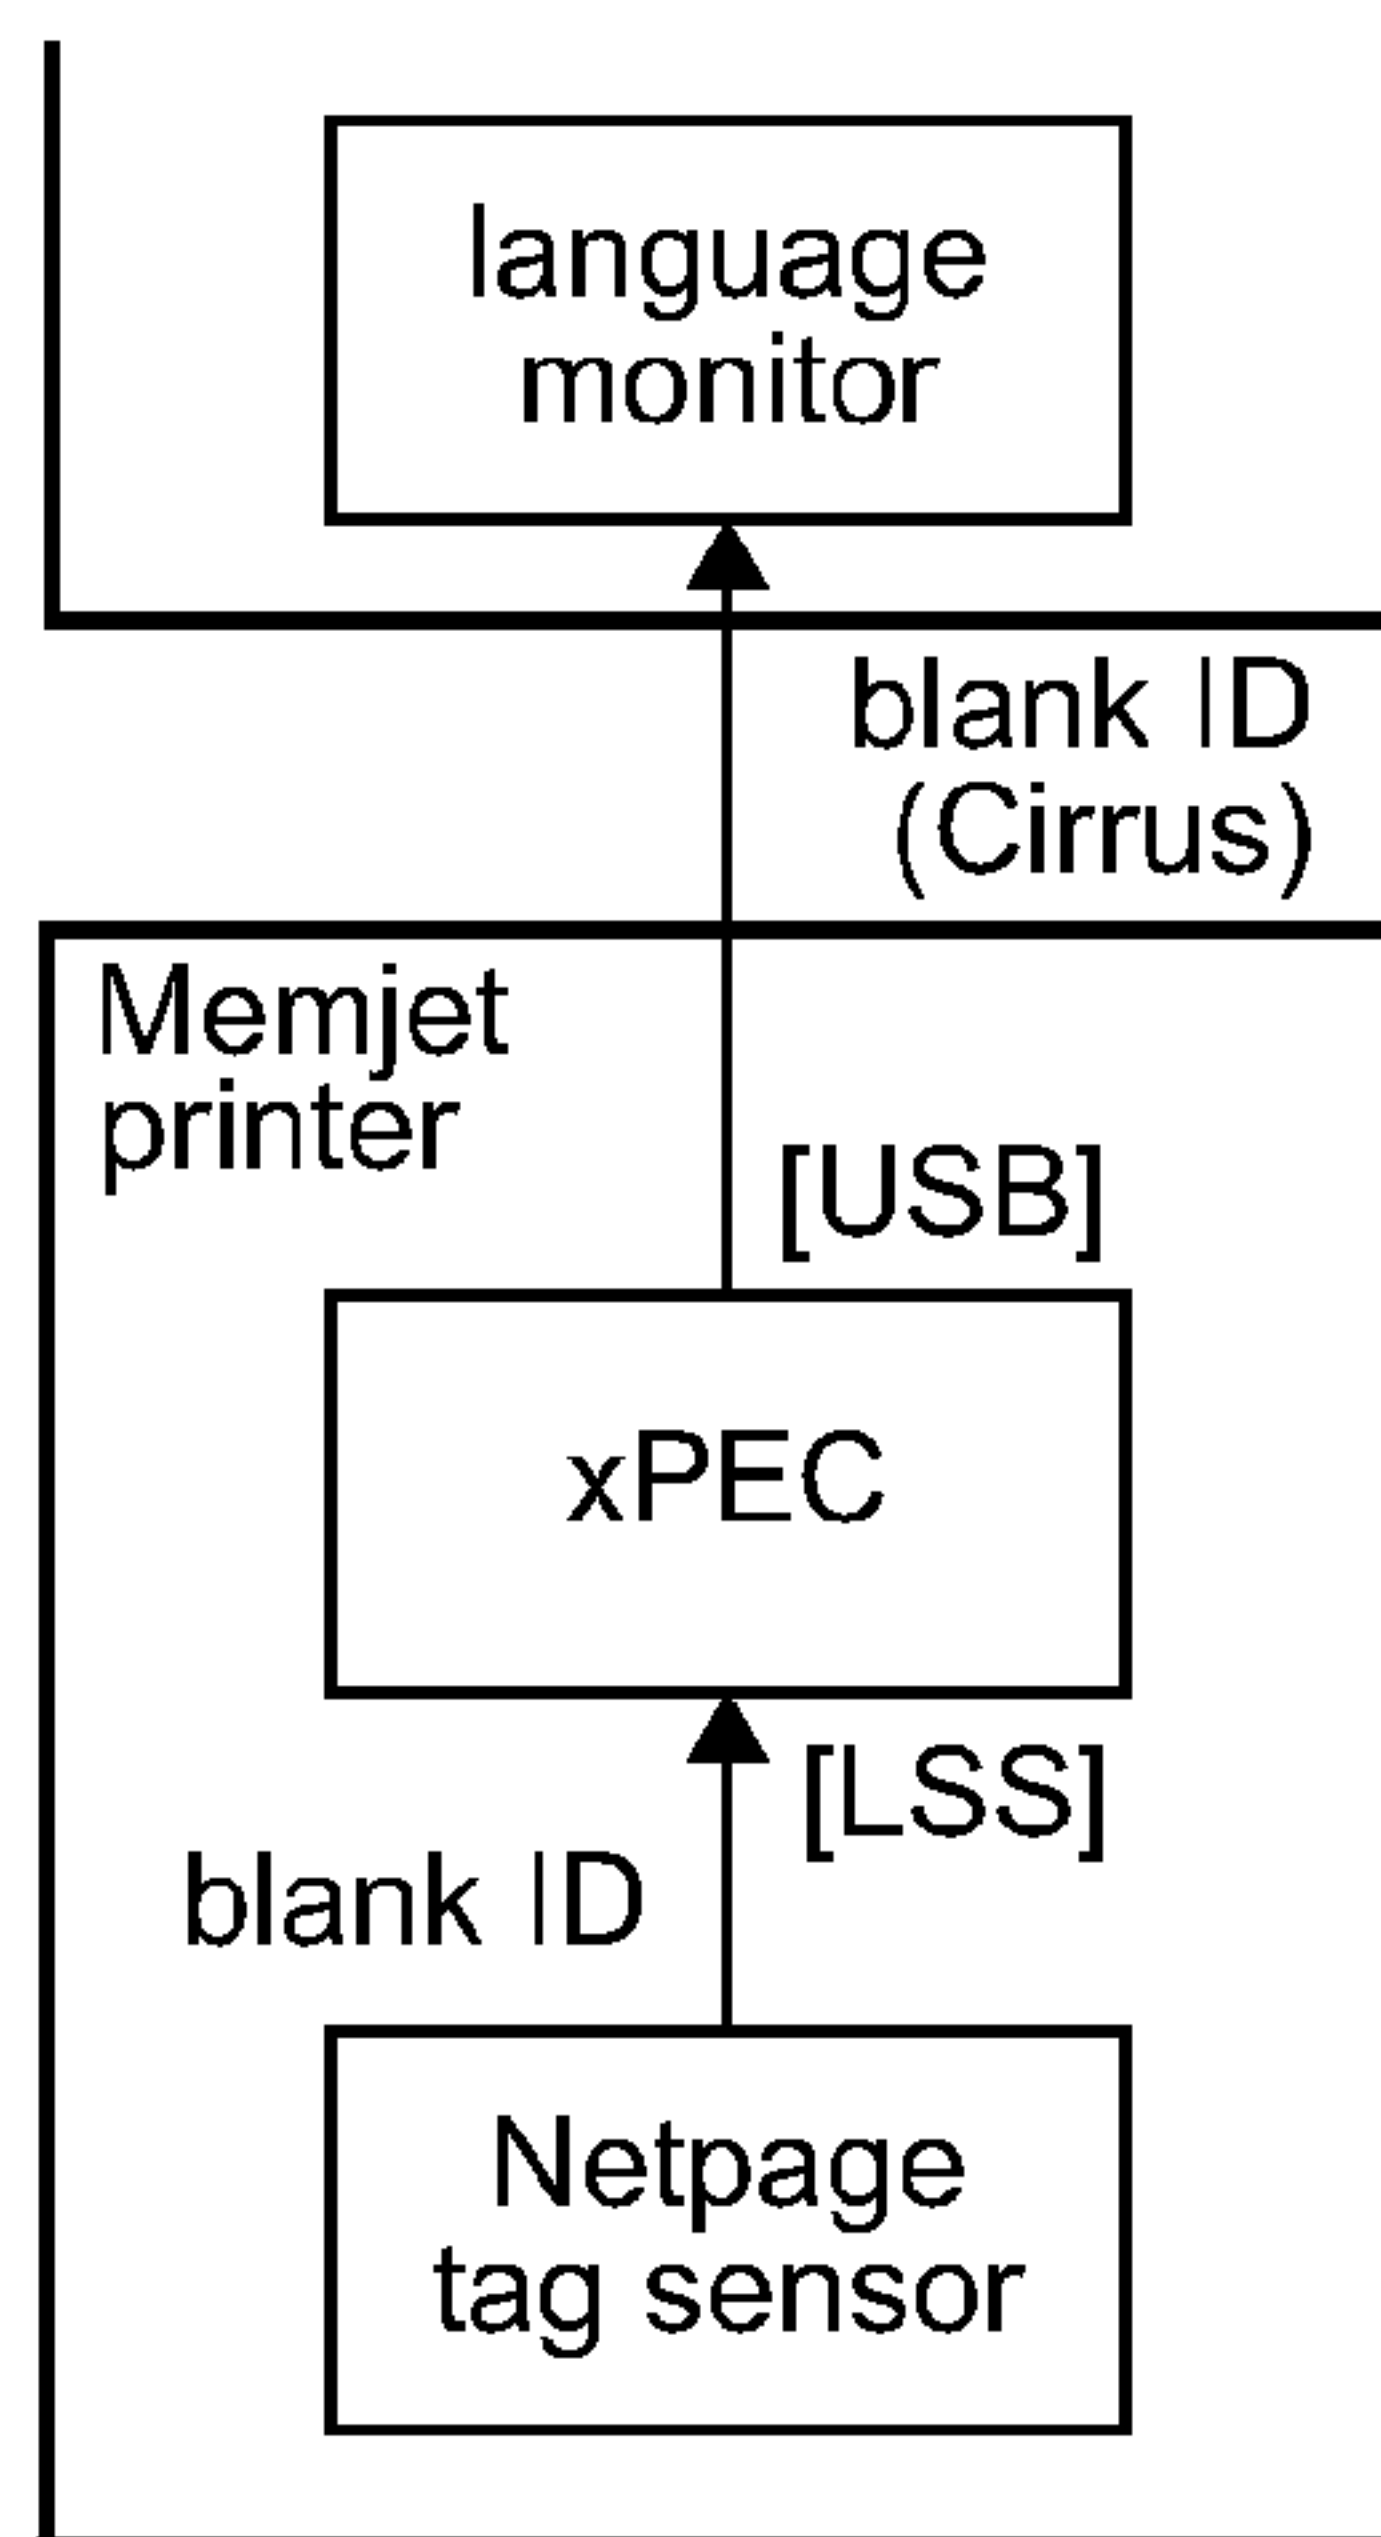 language
monitor
blank ID
(Cirrus)
Memjet
printer
[USB]
xPEC
[LSS]
blank ID
Netpage
tag sensor